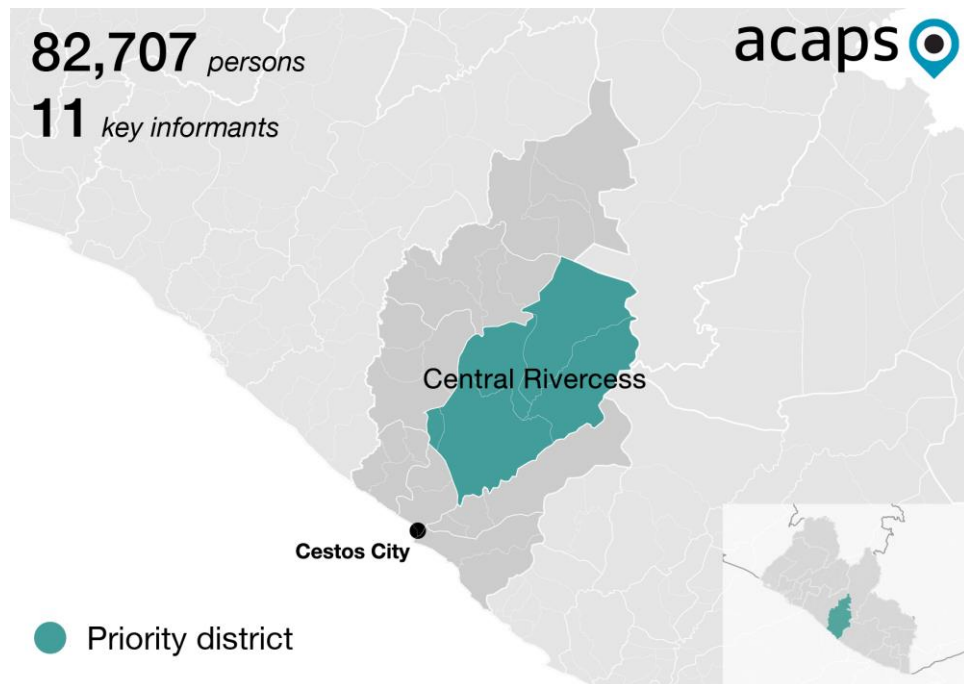 82,707 persons
11 key informants
acaps
Central Rivercess
Cestos City
Priority district